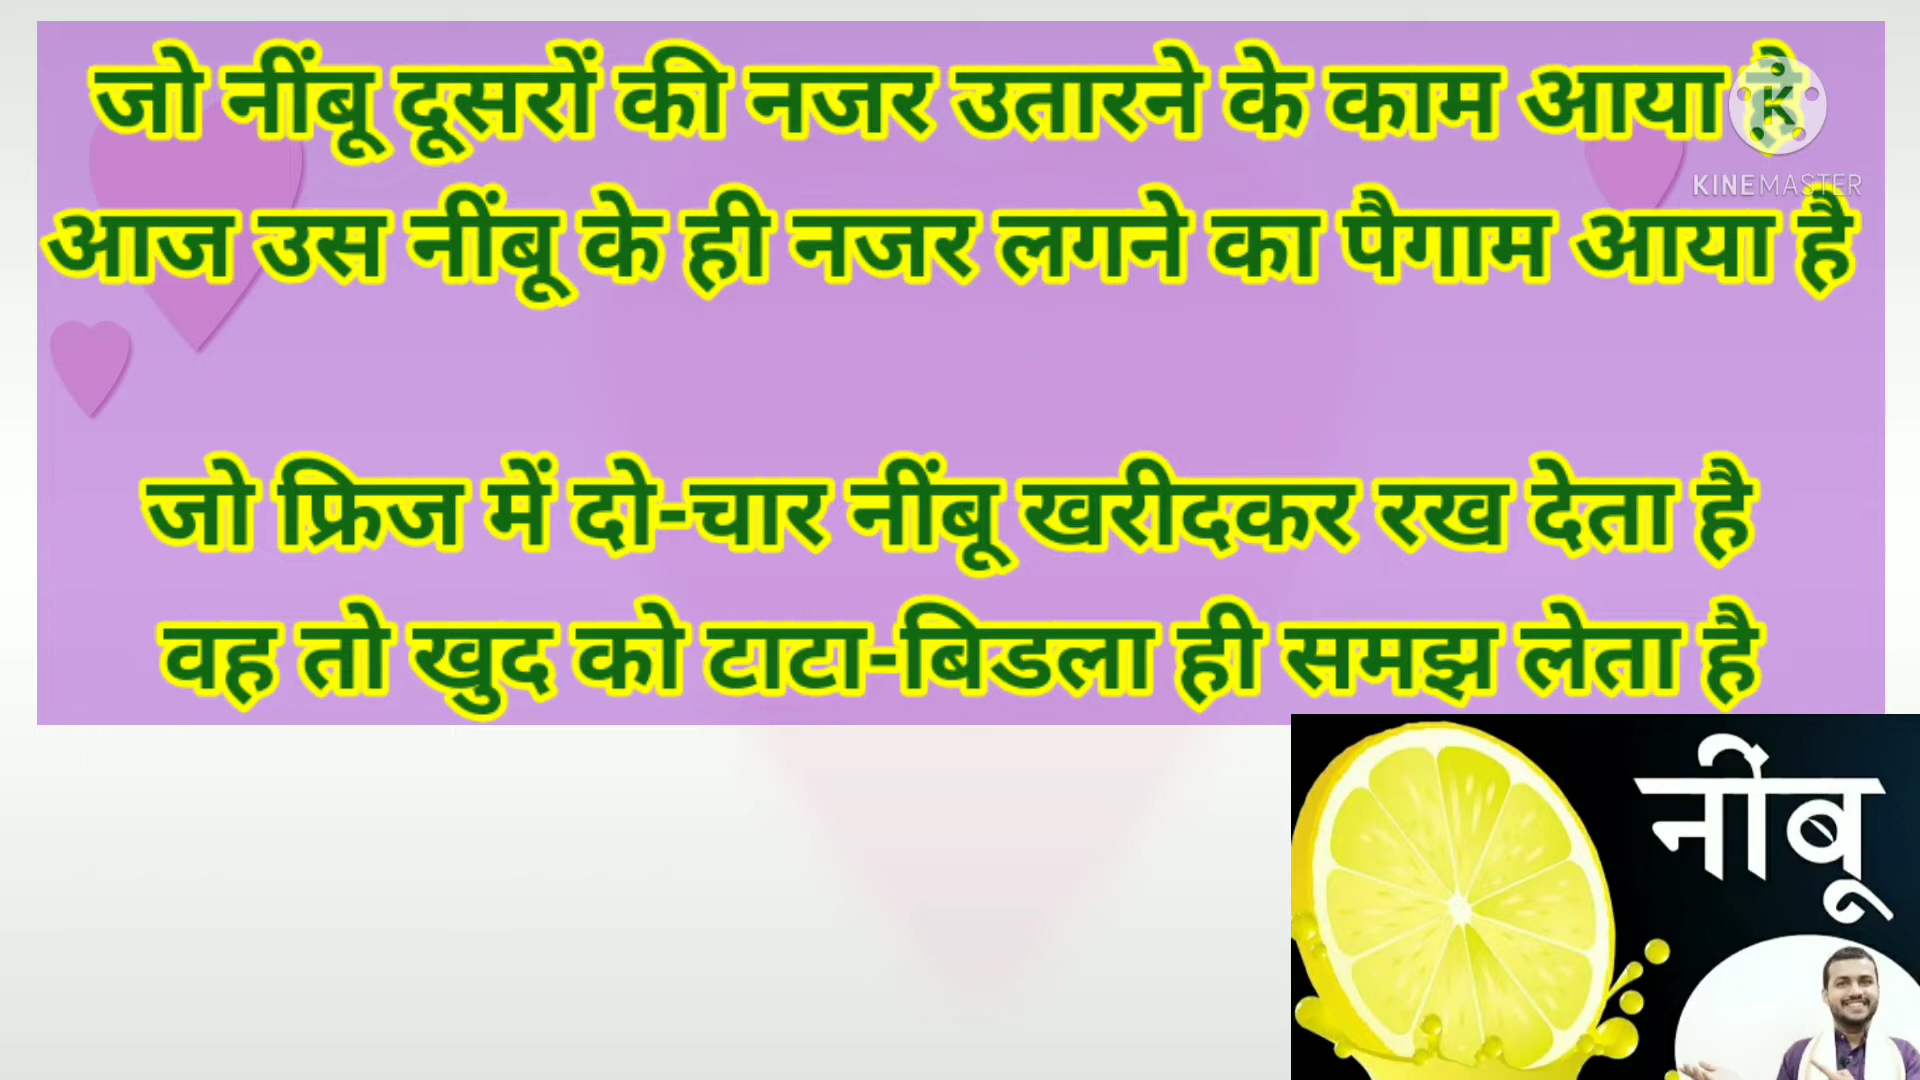 जो नींबू दूसरों की नजर उतारने के काम आया है
K
KINEMASTER
आज उस नींबू के ही नजर लगने का पैगाम आया है
जो फ्रिज में दो-चार नींबू खरीदकर रख देता है
वह तो खुद को टाटा-बिडला ही समझ लेता है
नींबू